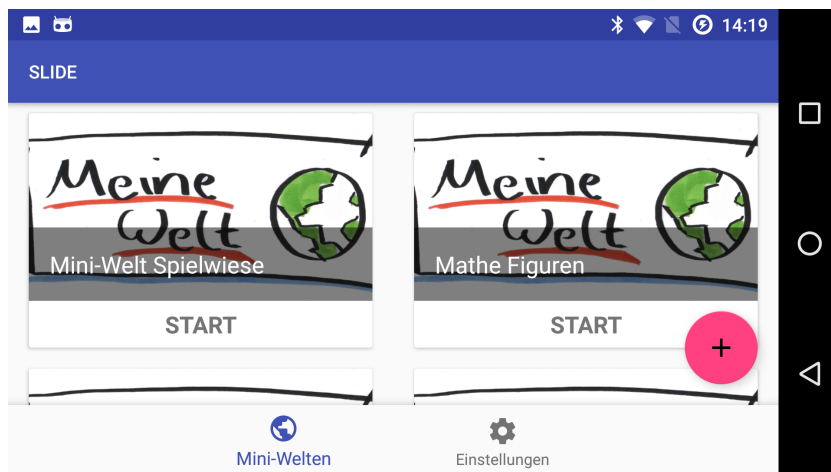 14:19
SLIDE
Meine
Welt
Mini-Welt Spielwiese
START
Meine
Welt
Mathe Figuren
START
+
Mini-Welten
Einstellungen